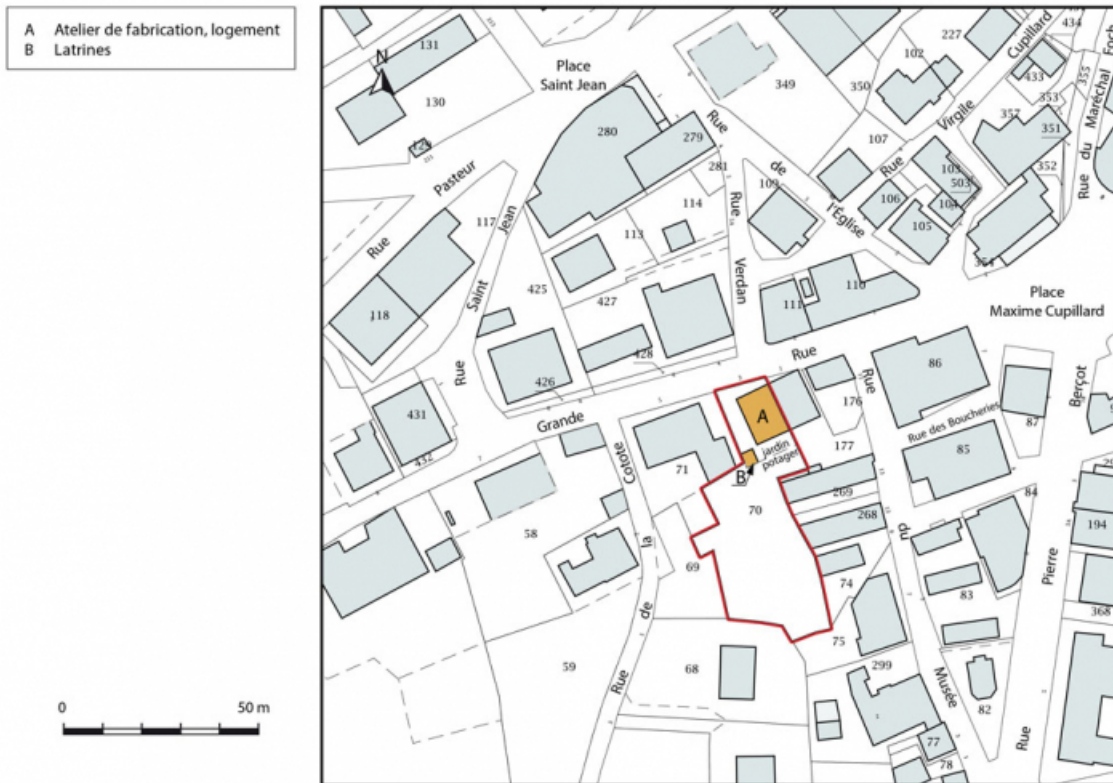 A Atelier de fabrication, logement
B Latrines
N
131
130
Place
Saint Jean
280
279
Rue
de
l'Église
349
350
102
227
Cupillard
Virgile
Rue
434
433
355
353
357
351
352
Foch
Rue du Maréchal
107
103
503
104
106
105
354
109
281
114
113
Rue
Verdan
Pasteur
Rue
117
118
Rue
Saint
Jean
425
427
428
426
111
110
Place
Maxime Cupillard
Grande
Rue
431
432
86
Rue des Boucheries
85
87
84
Berçot
Pierre
Rue
A
B
jardin
potager
70
71
176
177
269
268
74
75
Rue
du
Musée
194
368
83
82
299
77
78
58
59
69
68
Cotote
la
de
Rue
0 50 m